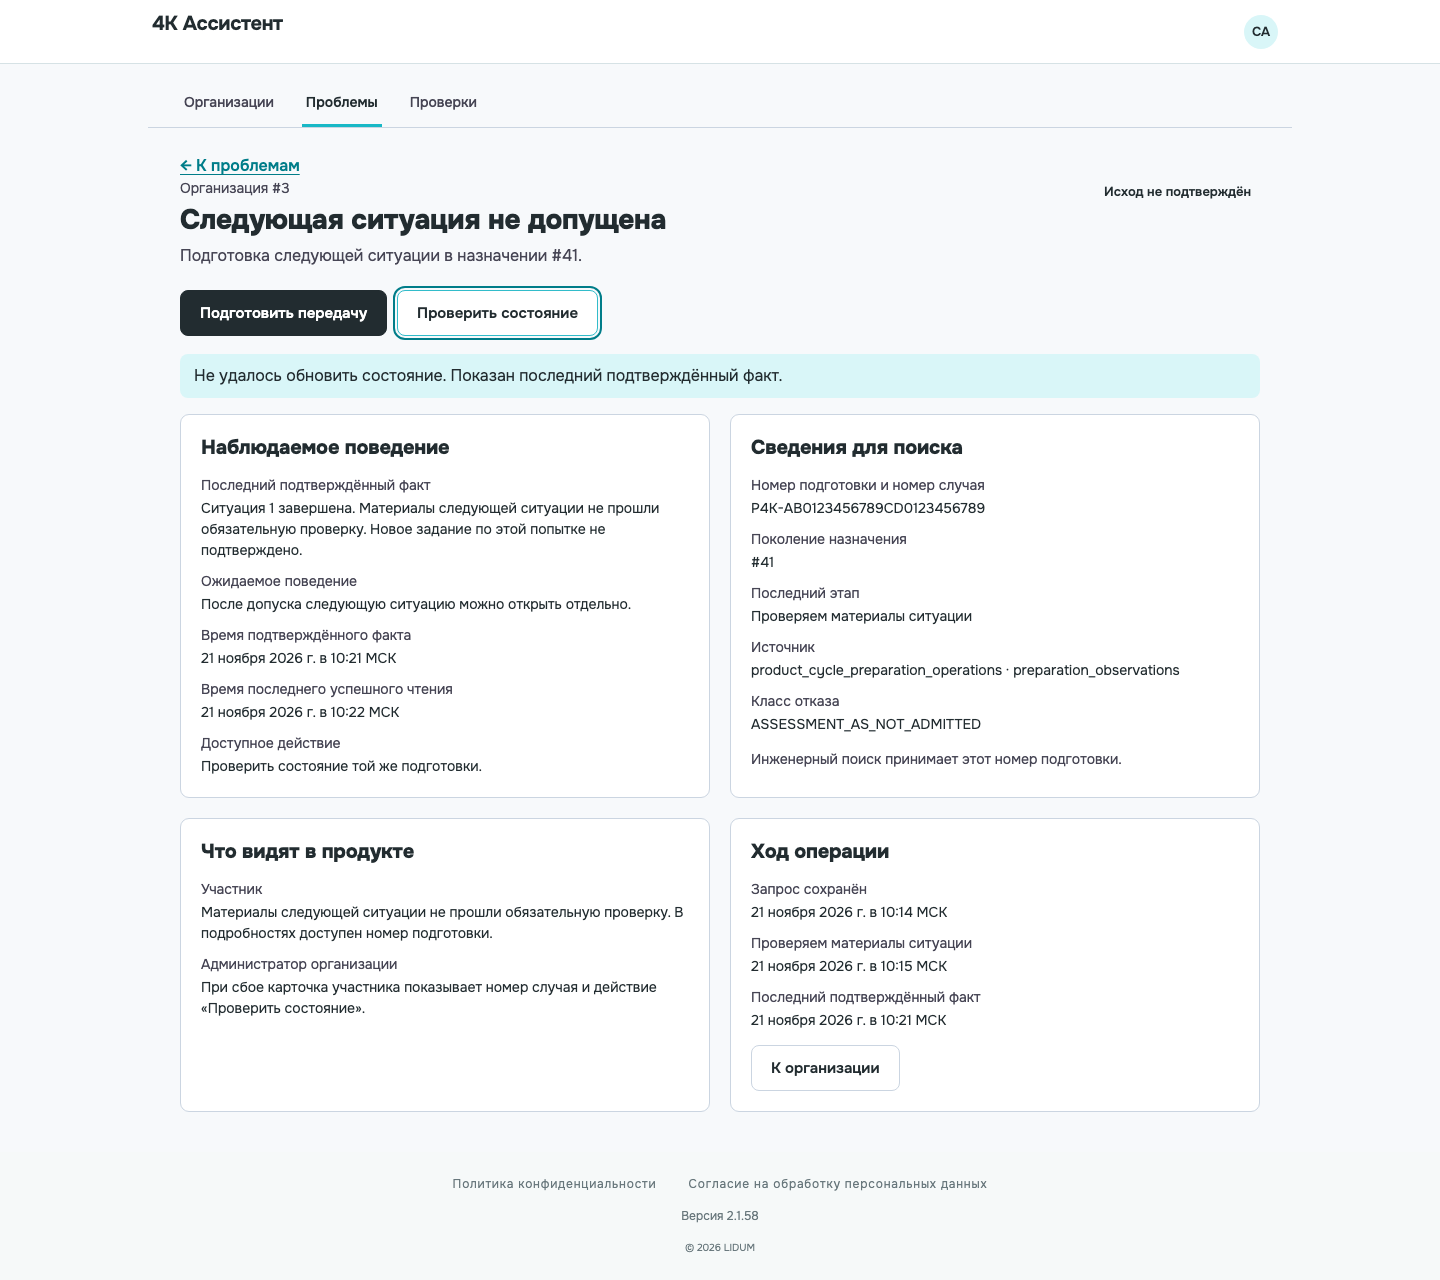 4К Ассистент
СА
Организации
Проблемы
Проверки
← К проблемам
Организация #3
Исход не подтверждён
Следующая ситуация не допущена
Подготовка следующей ситуации в назначении #41.
Подготовить передачу
Проверить состояние
Не удалось обновить состояние. Показан последний подтверждённый факт.
Наблюдаемое поведение
Последний подтверждённый факт
Ситуация 1 завершена. Материалы следующей ситуации не прошли
обязательную проверку. Новое задание по этой попытке не
подтверждено.
Ожидаемое поведение
После допуска следующую ситуацию можно открыть отдельно.
Время подтверждённого факта
21 ноября 2026 г. в 10:21 МСК
Время последнего успешного чтения
21 ноября 2026 г. в 10:22 МСК
Доступное действие
Проверить состояние той же подготовки.
Сведения для поиска
Номер подготовки и номер случая
P4K-AB0123456789CD0123456789
Поколение назначения
#41
Последний этап
Проверяем материалы ситуации
Источник
product_cycle_preparation_operations · preparation_observations
Класс отказа
ASSESSMENT_AS_NOT_ADMITTED
Инженерный поиск принимает этот номер подготовки.
Что видят в продукте
Участник
Материалы следующей ситуации не прошли обязательную проверку. В
подробностях доступен номер подготовки.
Администратор организации
При сбое карточка участника показывает номер случая и действие
«Проверить состояние».
Ход операции
Запрос сохранён
21 ноября 2026 г. в 10:14 МСК
Проверяем материалы ситуации
21 ноября 2026 г. в 10:15 МСК
Последний подтверждённый факт
21 ноября 2026 г. в 10:21 МСК
К организации
Политика конфиденциальности
Согласие на обработку персональных данных
Версия 2.1.58
© 2026 LIDUM